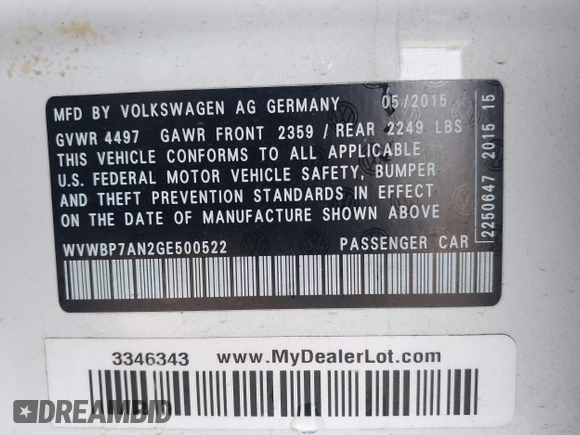 MFD BY VOLKSWAGEN AG GERMANY 05/2015
GVWR 4497 GAWR FRONT 2359 / REAR 2249 LBS
THIS VEHICLE CONFORMS TO ALL APPLICABLE
U.S. FEDERAL MOTOR VEHICLE SAFETY, BUMPER
AND THEFT PREVENTION STANDARDS IN EFFECT
ON THE DATE OF MANUFACTURE SHOWN ABOVE
WVWBP7AN2GE500522 PASSENGER CAR
2250647 2015 15
3346343 www.MyDealerLot.com
DREAMBID